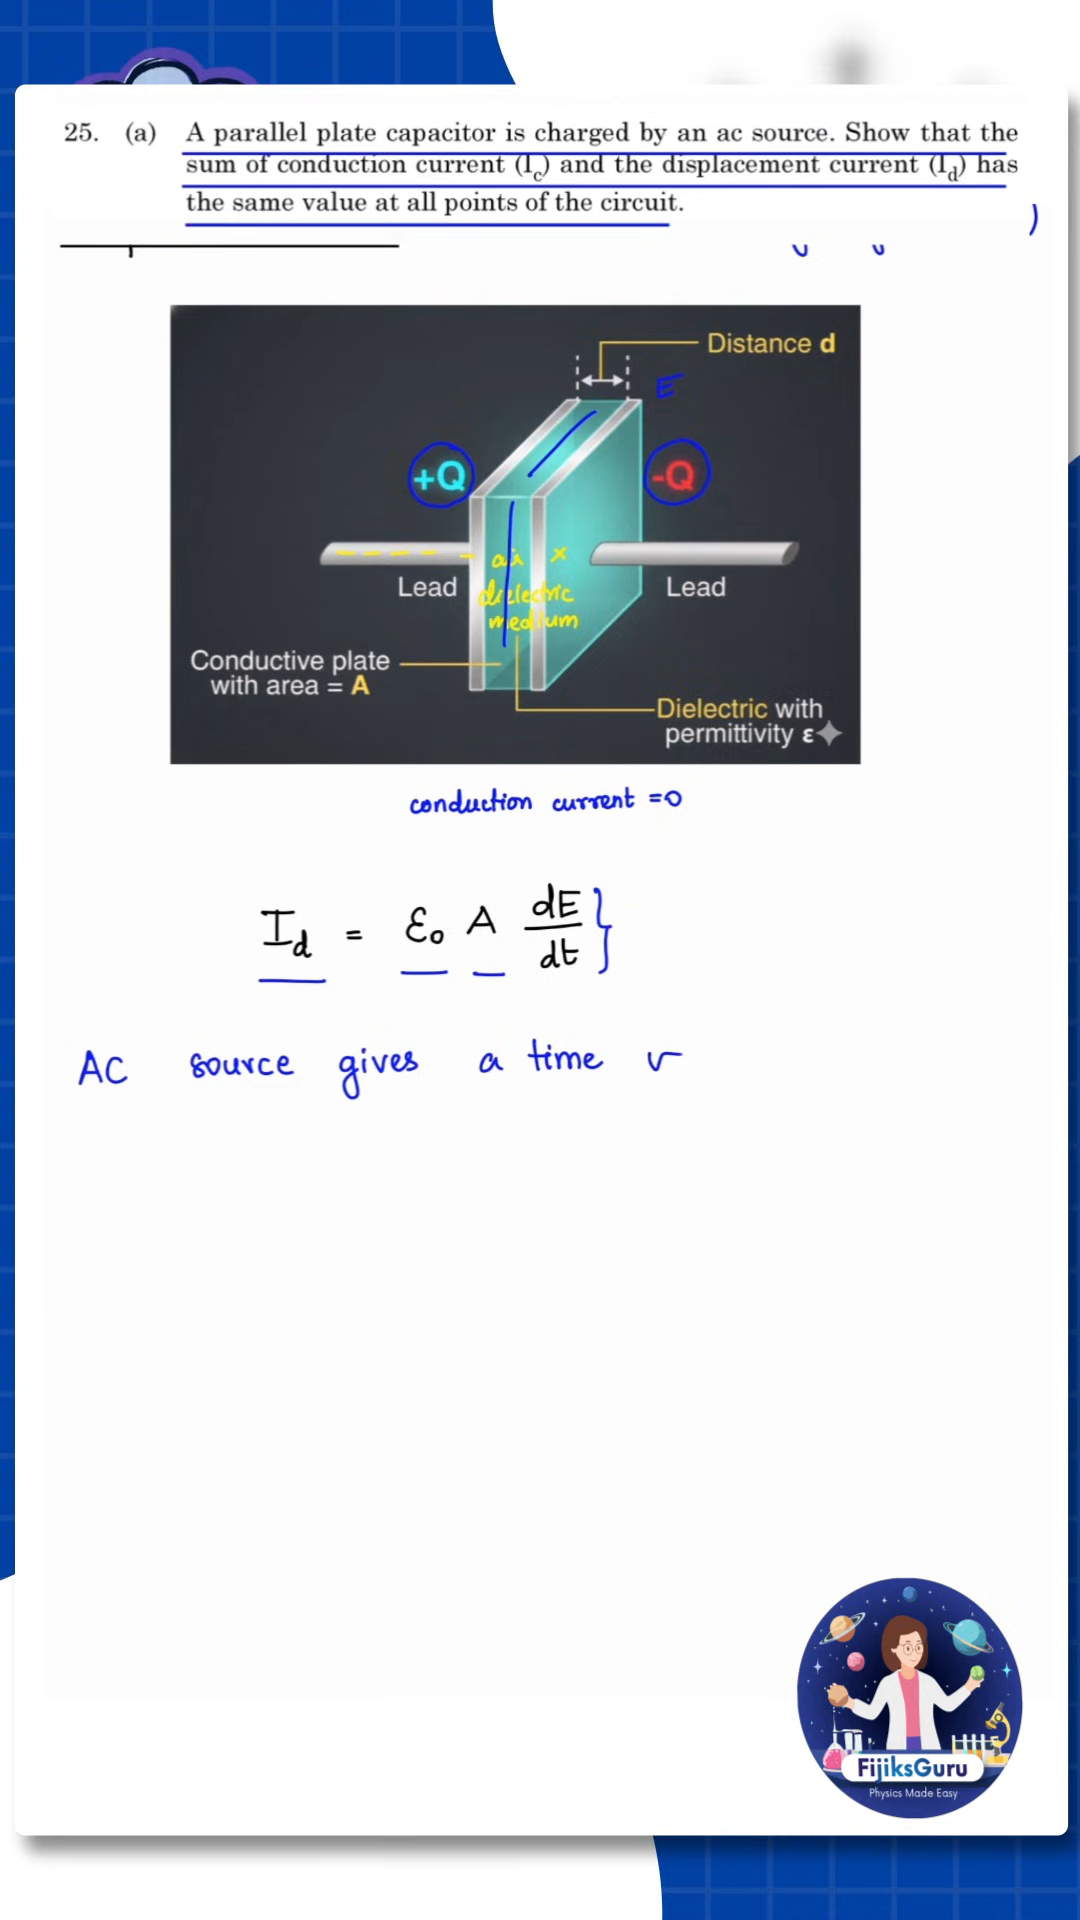 25. (a) A parallel plate capacitor is charged by an ac source. Show that the
sum of conduction current (I_c) and the displacement current (I_d) has
the same value at all points of the circuit.
Distance d
E
+Q
-Q
air ×
Lead
Lead
dielectric
medium
Conductive plate
with area = A
Dielectric with
permittivity ε
conduction current = 0
I_d = ε₀ A dE/dt }
AC source gives a time v
FijiksGuru
Physics Made Easy